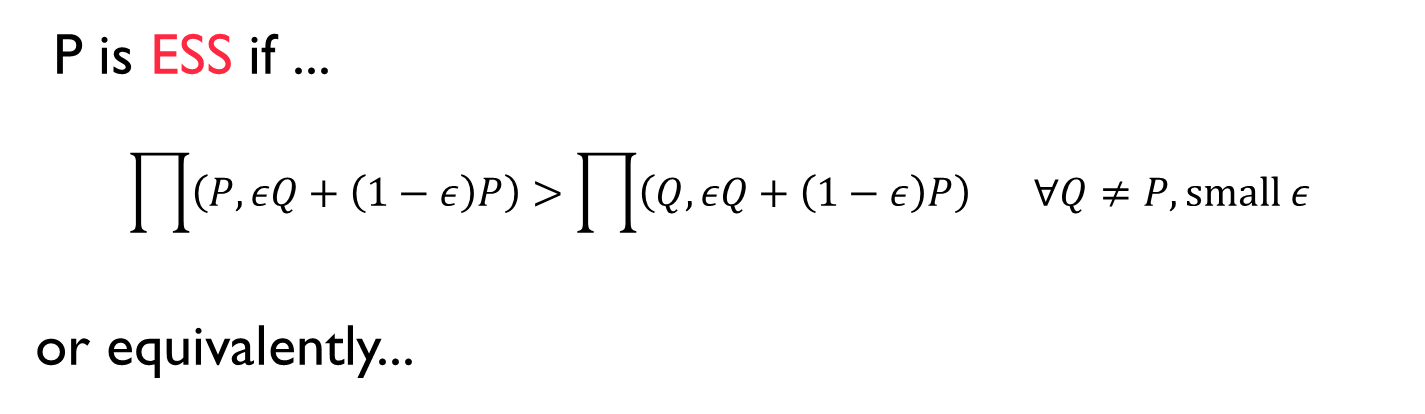 P is ESS if ...
∏(P, ϵQ + (1 − ϵ)P) > ∏(Q, ϵQ + (1 − ϵ)P) ∀Q ≠ P, small ϵ
or equivalently...